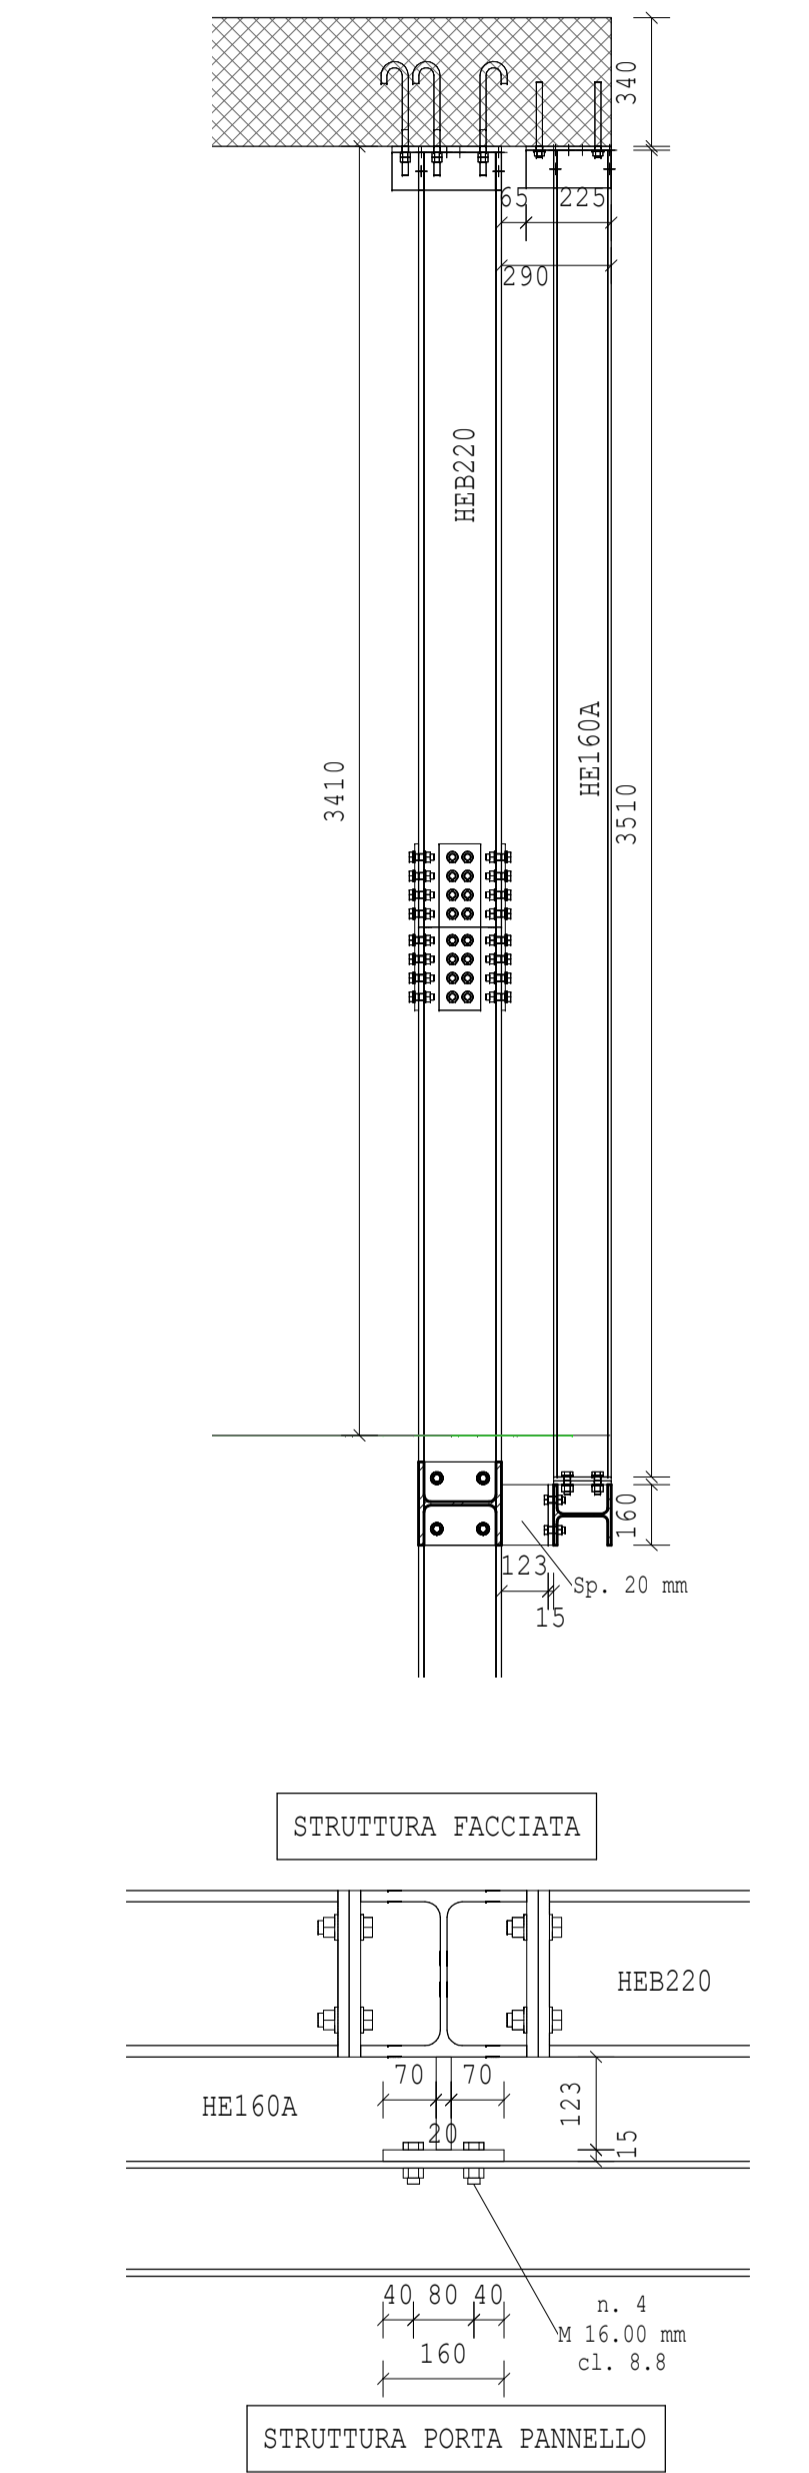 340
65 225
290
HEB220
HE160A
3410
3510
160
123
Sp. 20 mm
15
STRUTTURA FACCIATA
HEB220
70 70
HE160A
123
20
15
40 80 40
n. 4
M 16.00 mm
160
cl. 8.8
STRUTTURA PORTA PANNELLO